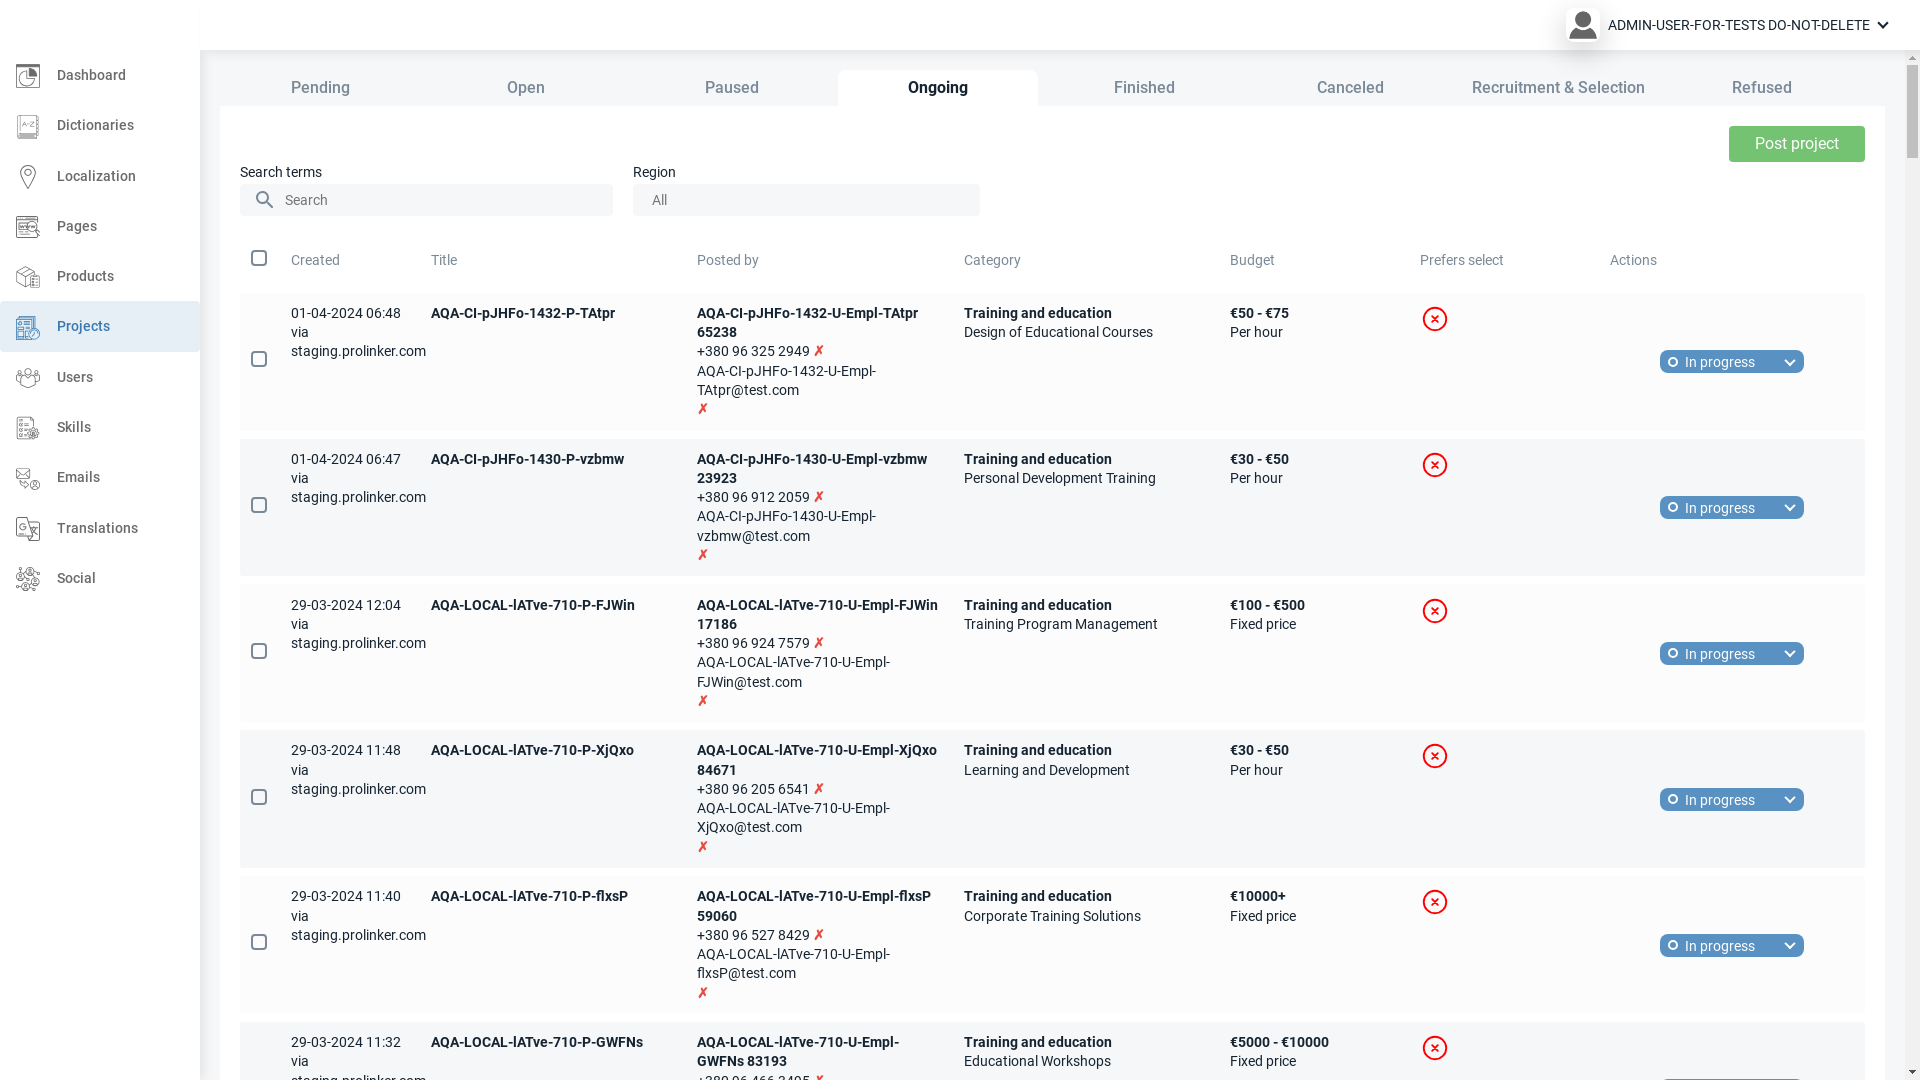 ADMIN-USER-FOR-TESTS DO-NOT-DELETE
Dashboard
Dictionaries
Localization
Pages
Products
Projects
Users
Skills
Emails
Translations
Social
Pending
Open
Paused
Ongoing
Finished
Canceled
Recruitment & Selection
Refused
Post project
Search terms
Region
Search
All
Created
Title
Posted by
Category
Budget
Prefers select
Actions
01-04-2024 06:48
via
staging.prolinker.com
AQA-CI-pJHFo-1432-P-TAtpr
AQA-CI-pJHFo-1432-U-Empl-TAtpr
65238
+380 96 325 2949 ✗
AQA-CI-pJHFo-1432-U-Empl-
TAtpr@test.com
✗
Training and education
Design of Educational Courses
€50 - €75
Per hour
In progress
01-04-2024 06:47
via
staging.prolinker.com
AQA-CI-pJHFo-1430-P-vzbmw
AQA-CI-pJHFo-1430-U-Empl-vzbmw
23923
+380 96 912 2059 ✗
AQA-CI-pJHFo-1430-U-Empl-
vzbmw@test.com
✗
Training and education
Personal Development Training
€30 - €50
Per hour
In progress
29-03-2024 12:04
via
staging.prolinker.com
AQA-LOCAL-lATve-710-P-FJWin
AQA-LOCAL-lATve-710-U-Empl-FJWin
17186
+380 96 924 7579 ✗
AQA-LOCAL-lATve-710-U-Empl-
FJWin@test.com
✗
Training and education
Training Program Management
€100 - €500
Fixed price
In progress
29-03-2024 11:48
via
staging.prolinker.com
AQA-LOCAL-lATve-710-P-XjQxo
AQA-LOCAL-lATve-710-U-Empl-XjQxo
84671
+380 96 205 6541 ✗
AQA-LOCAL-lATve-710-U-Empl-
XjQxo@test.com
✗
Training and education
Learning and Development
€30 - €50
Per hour
In progress
29-03-2024 11:40
via
staging.prolinker.com
AQA-LOCAL-lATve-710-P-flxsP
AQA-LOCAL-lATve-710-U-Empl-flxsP
59060
+380 96 527 8429 ✗
AQA-LOCAL-lATve-710-U-Empl-
flxsP@test.com
✗
Training and education
Corporate Training Solutions
€10000+
Fixed price
In progress
29-03-2024 11:32
via
staging.prolinker.com
AQA-LOCAL-lATve-710-P-GWFNs
AQA-LOCAL-lATve-710-U-Empl-
GWFNs 83193
Training and education
Educational Workshops
€5000 - €10000
Fixed price